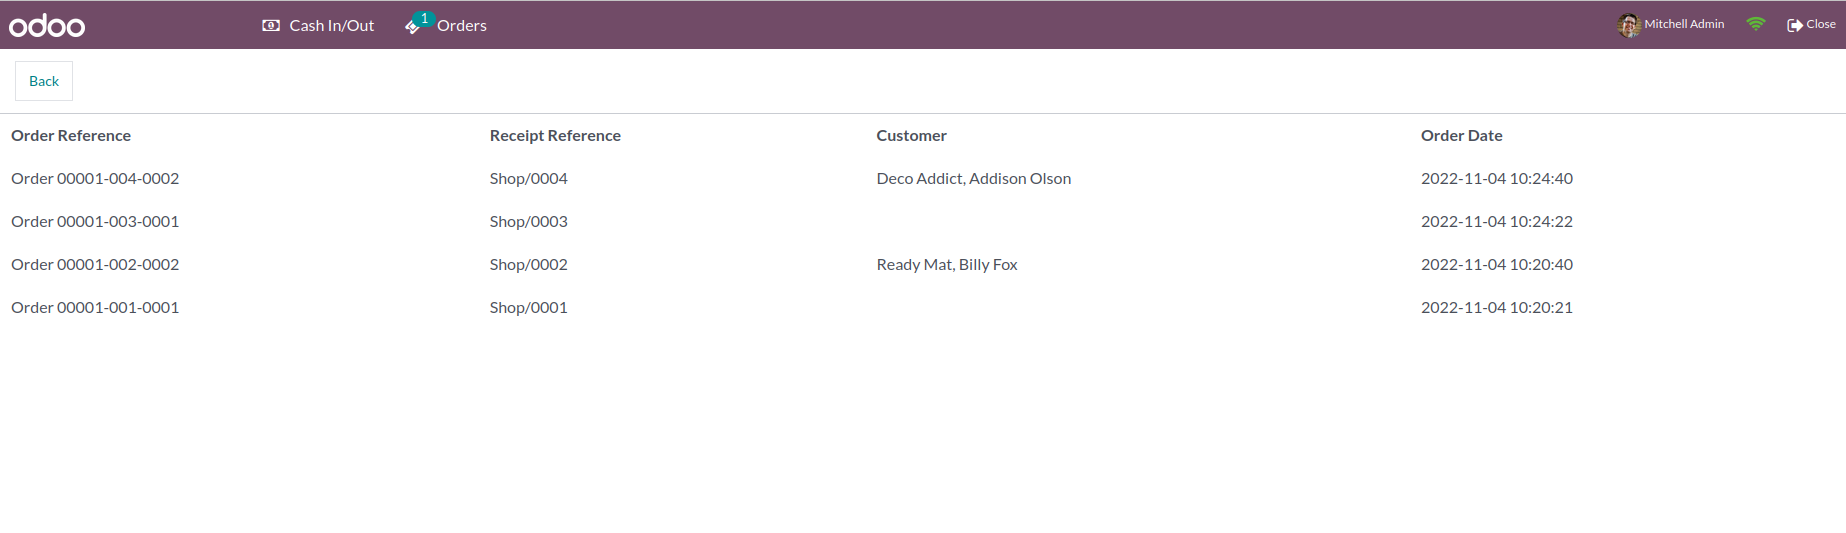 odoo Cash In/Out 1 Orders Mitchell Admin Close
Back
Order Reference Receipt Reference Customer Order Date
Order 00001-004-0002 Shop/0004 Deco Addict, Addison Olson 2022-11-04 10:24:40
Order 00001-003-0001 Shop/0003 2022-11-04 10:24:22
Order 00001-002-0002 Shop/0002 Ready Mat, Billy Fox 2022-11-04 10:20:40
Order 00001-001-0001 Shop/0001 2022-11-04 10:20:21